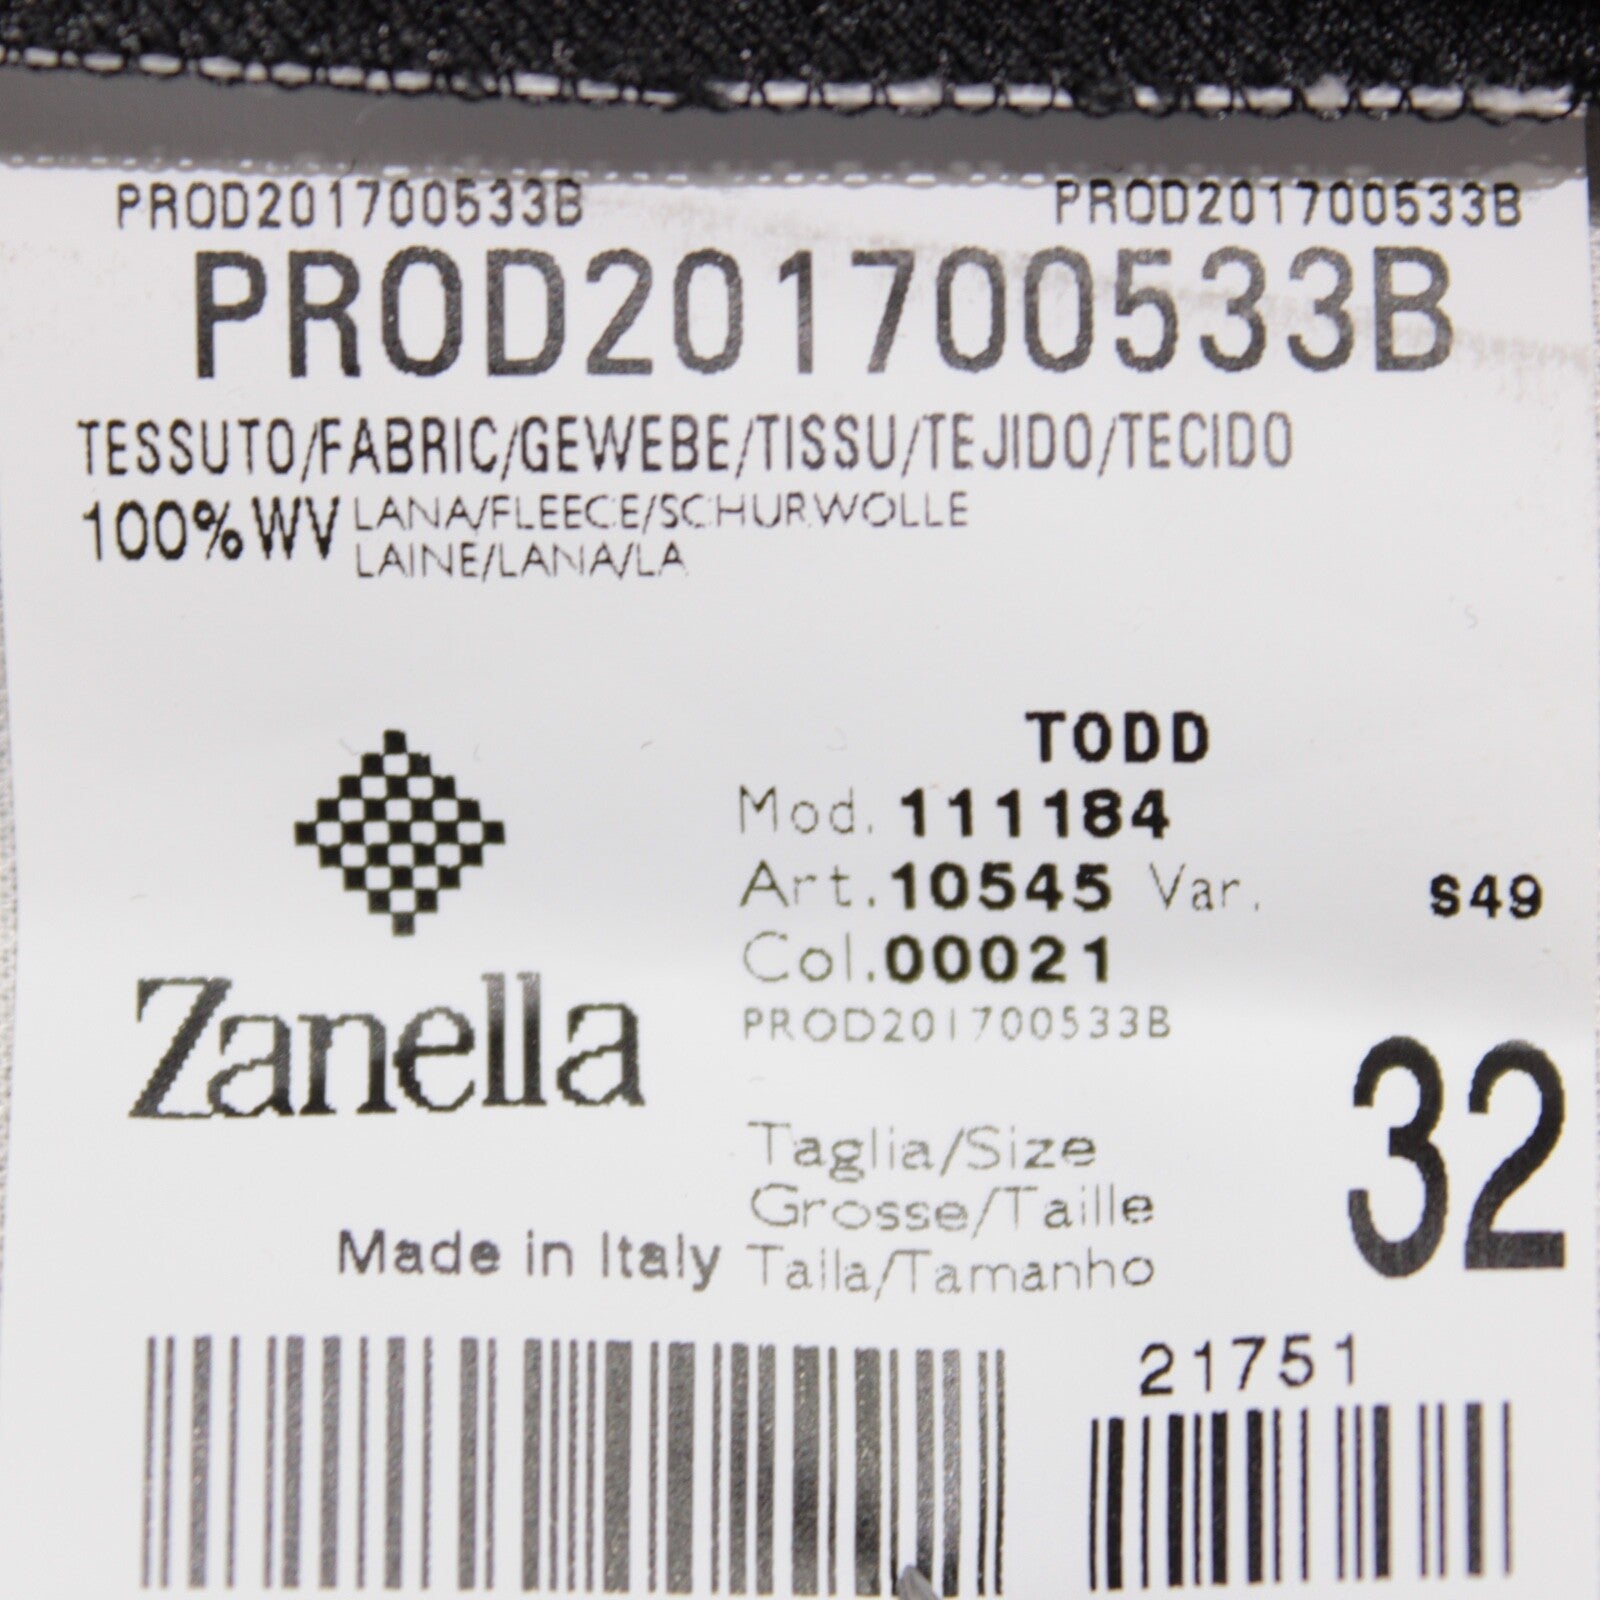 PROD201700533B PROD201700533B
PROD201700533B
TESSUTO/FABRIC/GEWEBE/TISSU/TEJIDO/TECIDO
100% WV LANA/FLEECE/SCHURWOLLE
LAINE/LANA/LA
TODD
Mod. 111184
Art. 10545 Var. S49
Col. 00021
PROD201700533B
Zanella
32
Taglia/Size
Grosse/Taille
Made in Italy Talla/Tamanho
21751